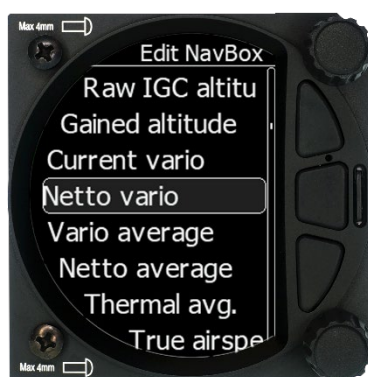 Max 4mm
Edit NavBox
Raw IGC altitu
Gained altitude
Current vario
Netto vario
Vario average
Netto average
Thermal avg.
True airspe
Max 4mm